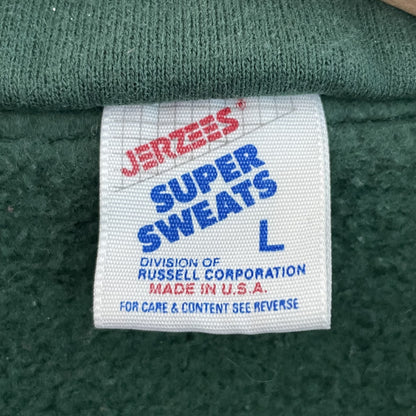 JERZEES
SUPER
SWEATS
L
DIVISION OF
RUSSELL CORPORATION
MADE IN U.S.A.
FOR CARE & CONTENT SEE REVERSE